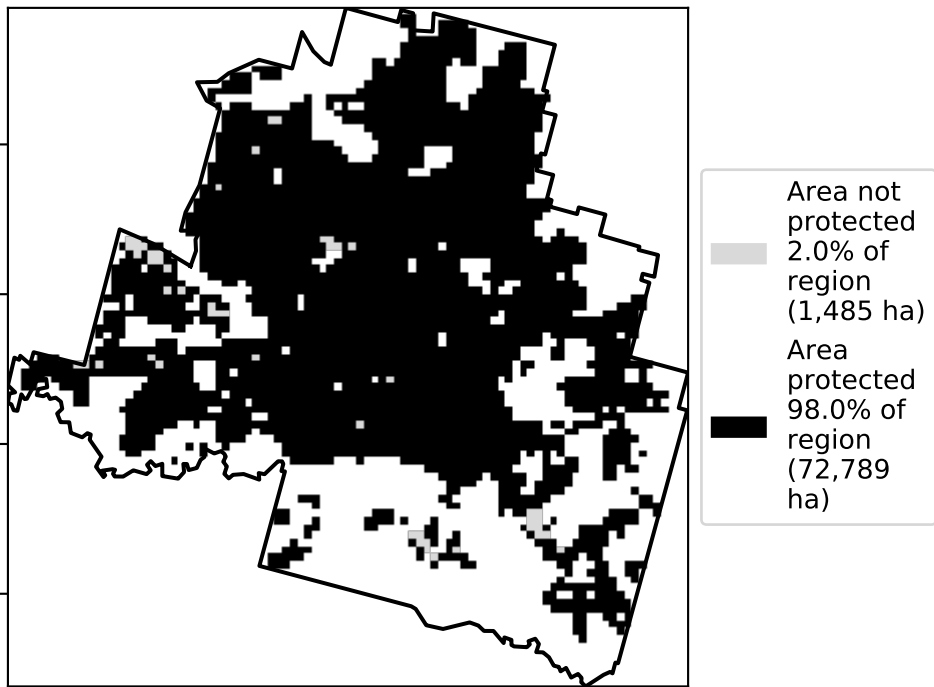 Area not
protected
2.0% of
region
(1,485 ha)
Area
protected
98.0% of
region
(72,789
ha)